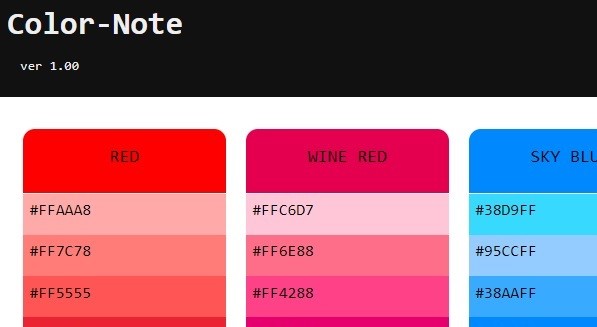 Color-Note
ver 1.00
RED
WINE RED
SKY BLU
#FFAAA8
#FFC6D7
#38D9FF
#FF7C78
#FF6E88
#95CCFF
#FF5555
#FF4288
#38AAFF